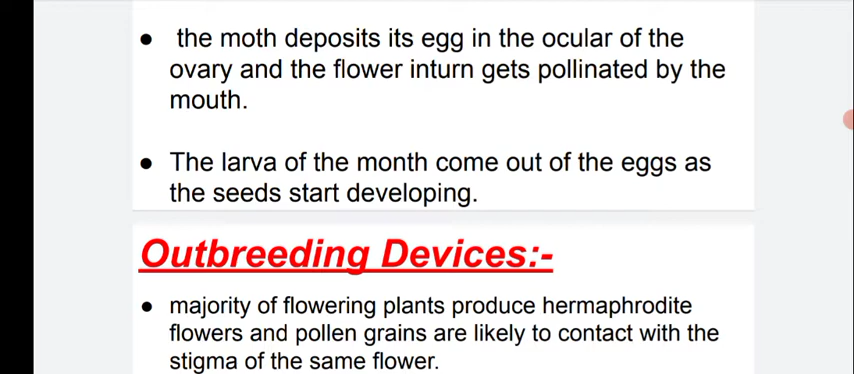 ● the moth deposits its egg in the ocular of the
ovary and the flower inturn gets pollinated by the
mouth.
● The larva of the month come out of the eggs as
the seeds start developing.
Outbreeding Devices:-
● majority of flowering plants produce hermaphrodite
flowers and pollen grains are likely to contact with the
stigma of the same flower.